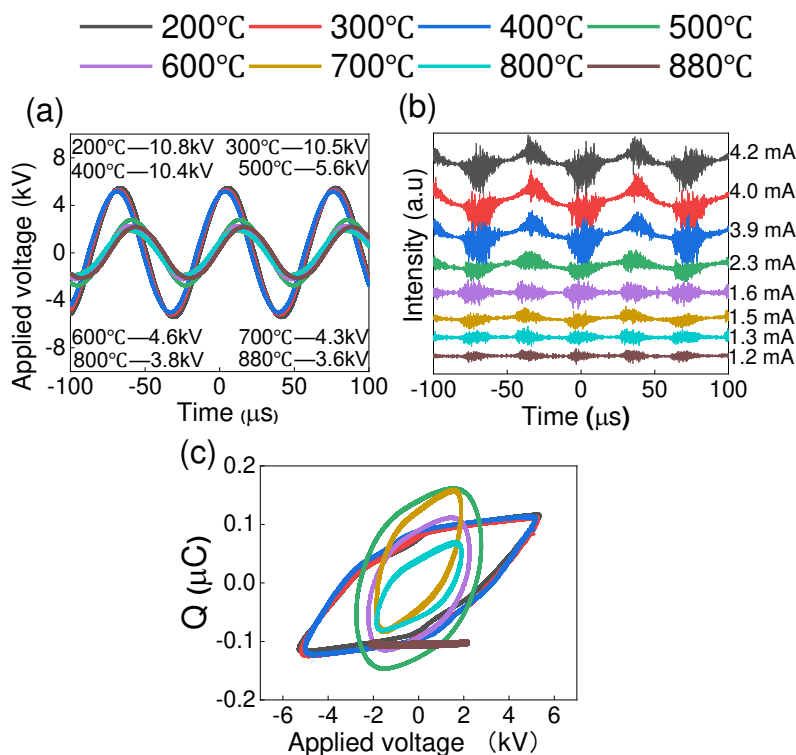 200℃ 300℃ 400℃ 500℃
600℃ 700℃ 800℃ 880℃
(a)
200℃—10.8kV 300℃—10.5kV
400℃—10.4kV 500℃—5.6kV
600℃—4.6kV 700℃—4.3kV
800℃—3.8kV 880℃—3.6kV
Applied voltage (kV)
8
4
0
-4
-8
-100 -50 0 50 100
Time (μs)
(b)
Intensity (a.u)
4.2 mA
4.0 mA
3.9 mA
2.3 mA
1.6 mA
1.5 mA
1.3 mA
1.2 mA
-100 -50 0 50 100
Time (μs)
(c)
Q (μC)
0.2
0.1
0.0
-0.1
-0.2
-6 -4 -2 0 2 4 6
Applied voltage (kV)